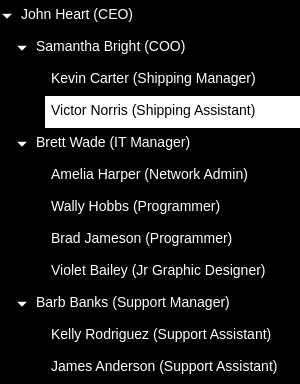 John Heart (CEO)
Samantha Bright (COO)
Kevin Carter (Shipping Manager)
Victor Norris (Shipping Assistant)
Brett Wade (IT Manager)
Amelia Harper (Network Admin)
Wally Hobbs (Programmer)
Brad Jameson (Programmer)
Violet Bailey (Jr Graphic Designer)
Barb Banks (Support Manager)
Kelly Rodriguez (Support Assistant)
James Anderson (Support Assistant)